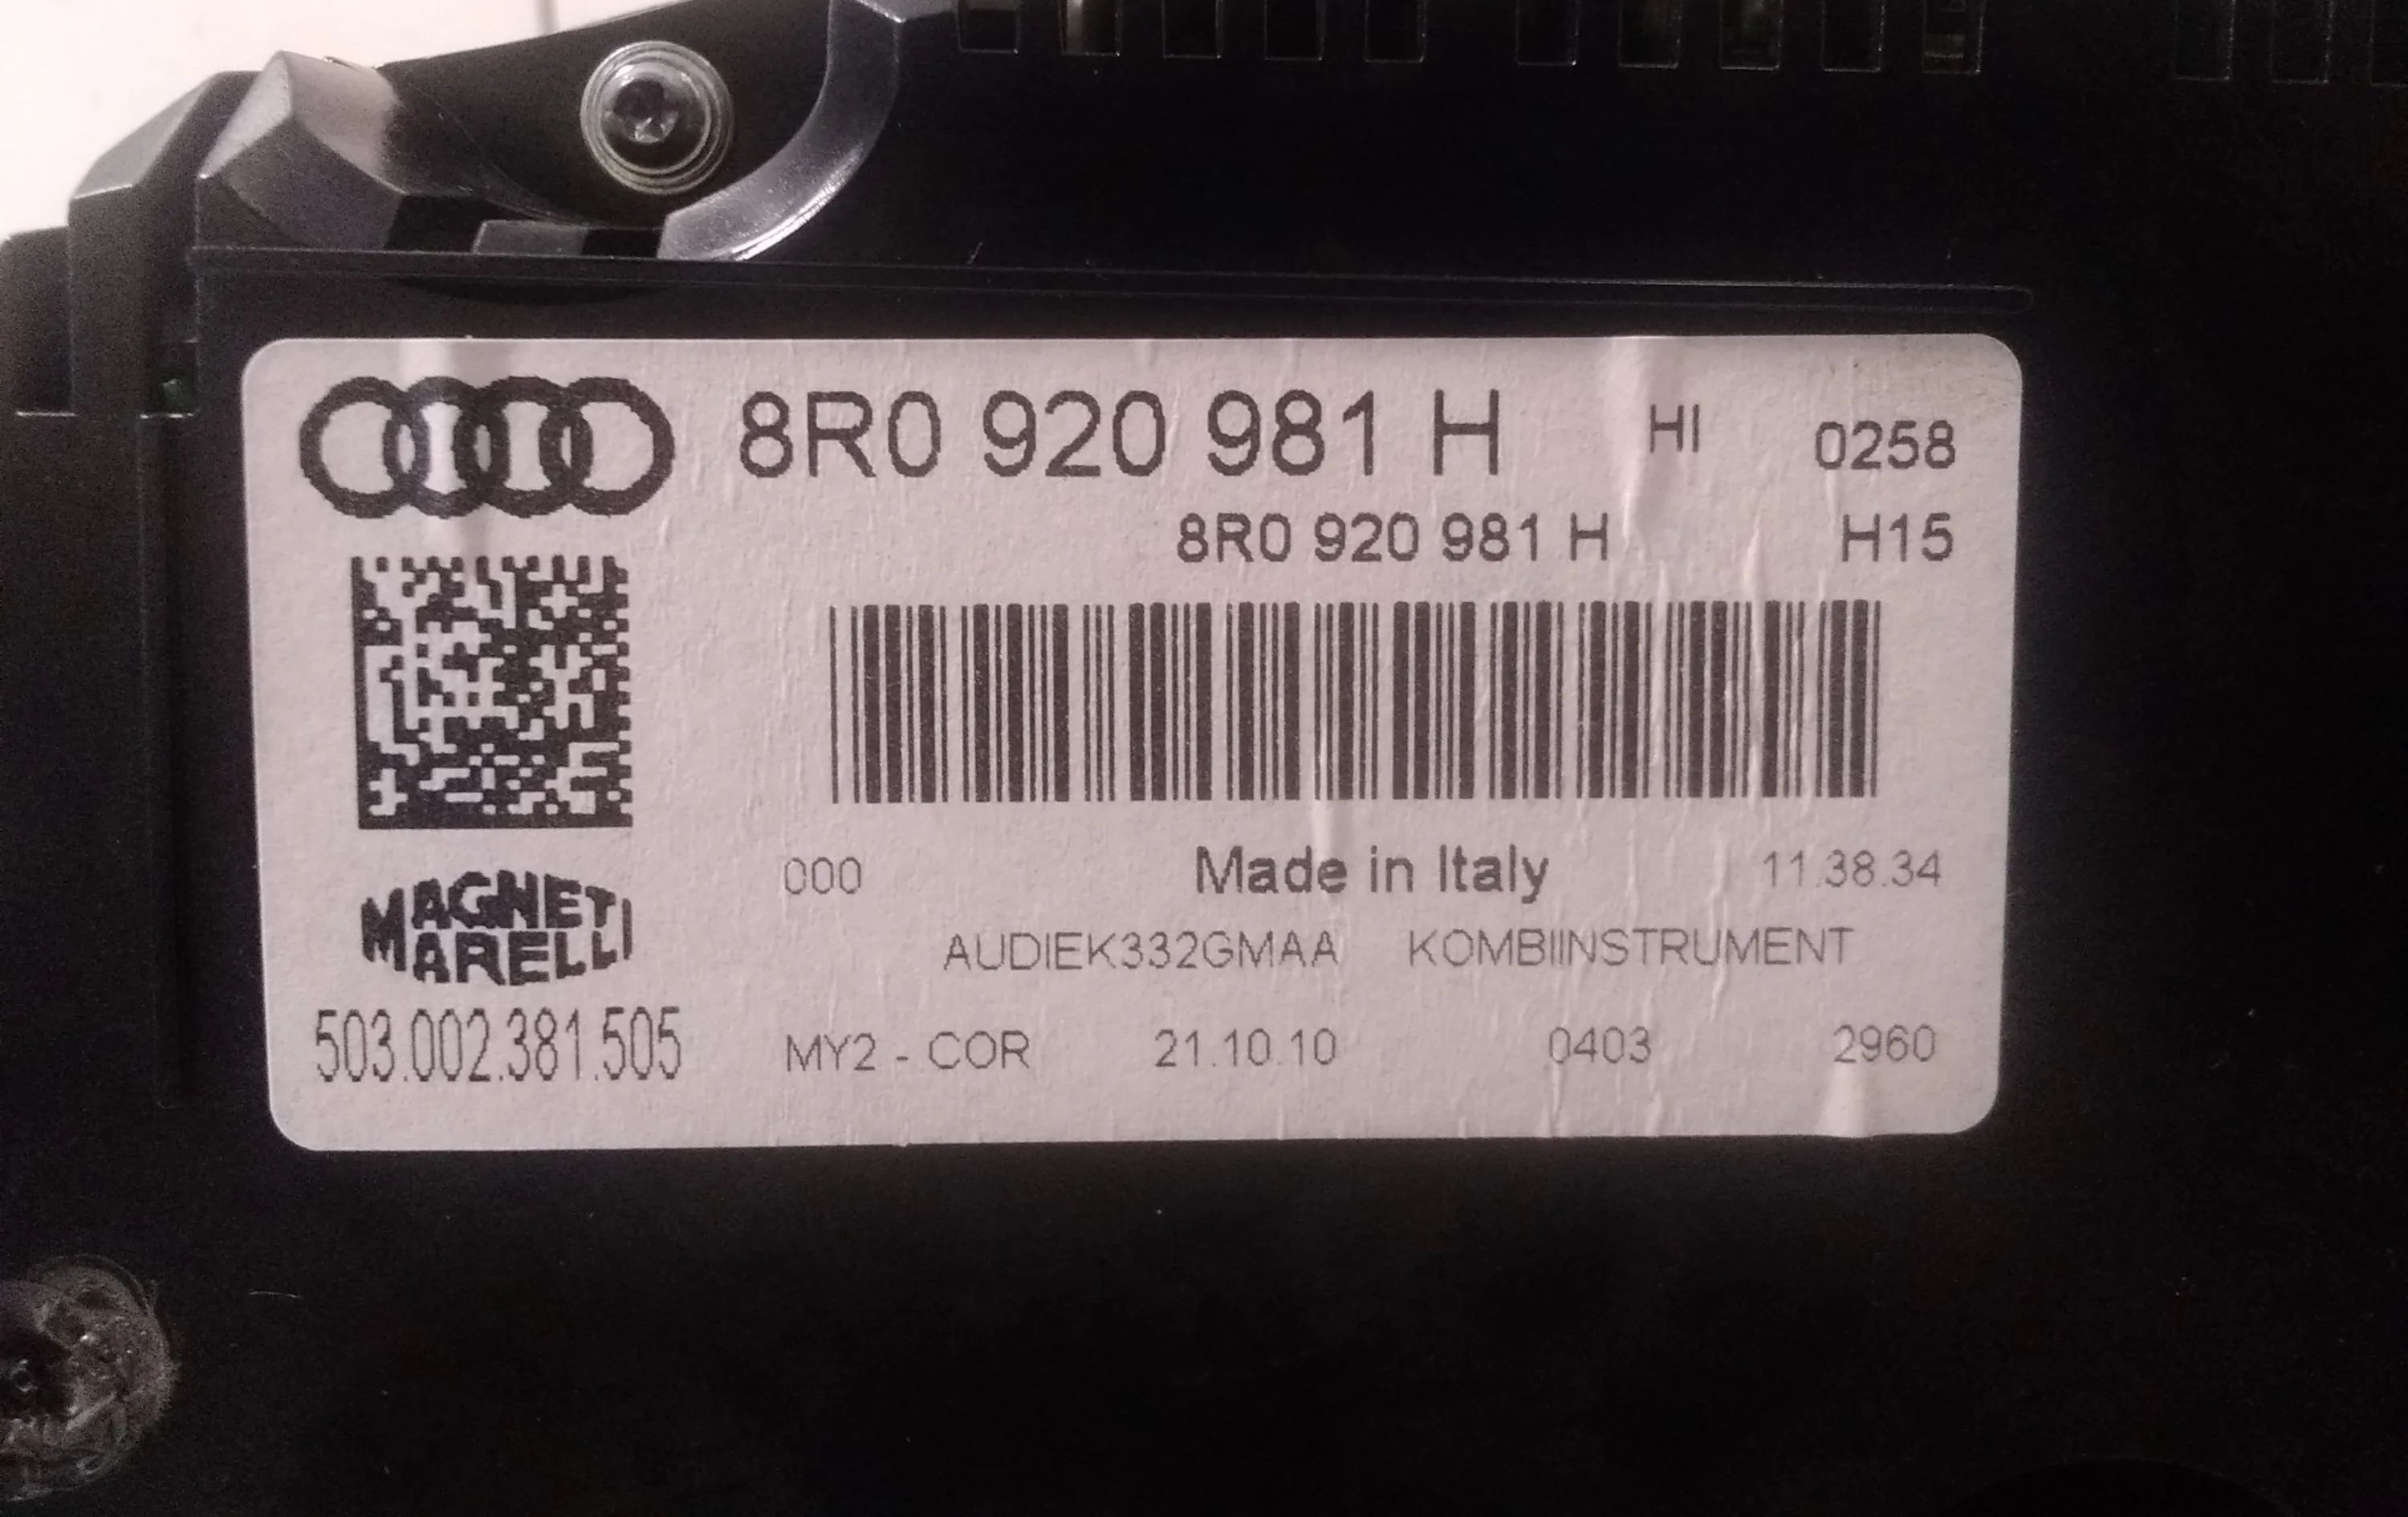 8R0 920 981 H HI 0258
8R0 920 981 H H15
000 Made in Italy 11.38.34
MAGNETI
MARELLI
AUDIEK332GMAA KOMBIINSTRUMENT
503.002.381.505 MY2 - COR 21.10.10 0403 2960